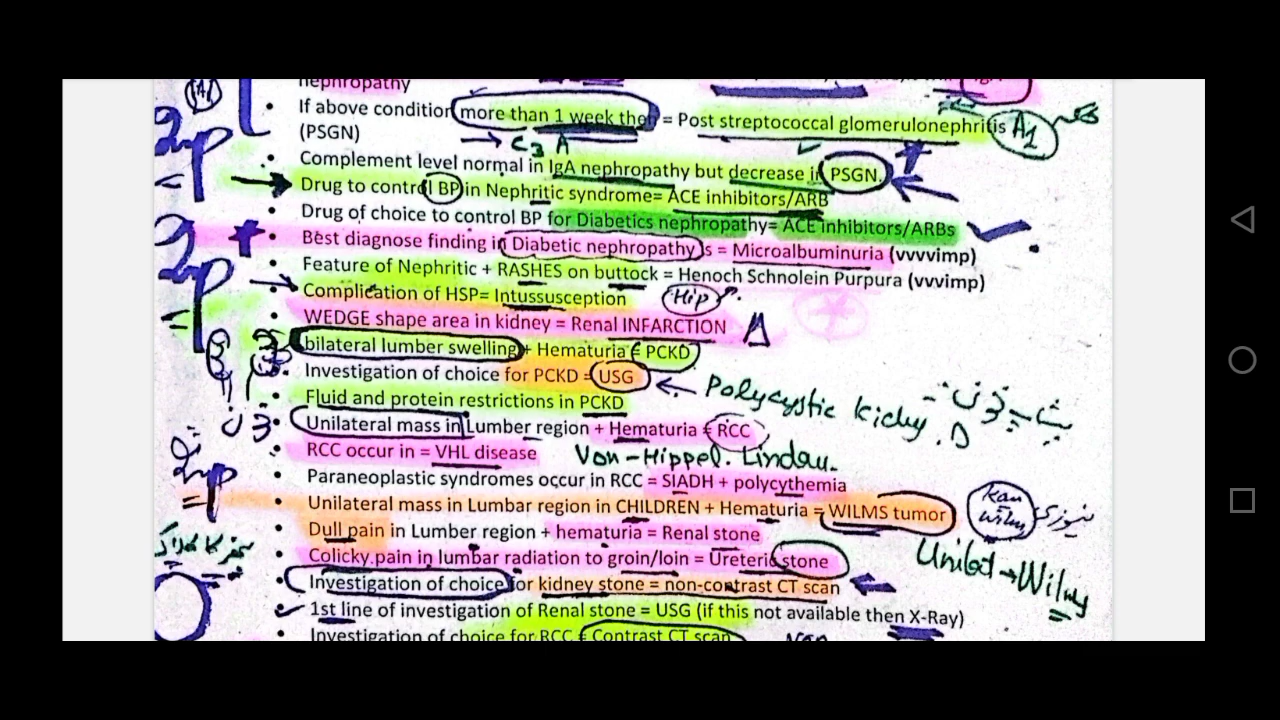 nephropathy
If above condition more than 1 week then = Post streptococcal glomerulonephritis
(PSGN)
C3
Complement level normal in IgA nephropathy but decrease in PSGN.
Drug to control BP in Nephritic syndrome= ACE inhibitors/ARB
Drug of choice to control BP for Diabetics nephropathy= ACE inhibitors/ARBs
Best diagnose finding in Diabetic nephropathy s = Microalbuminuria (vvvvimp)
Feature of Nephritic + RASHES on buttock = Henoch Schnolein Purpura (vvvimp)
Complication of HSP= Intussusception
Hip
WEDGE shape area in kidney = Renal INFARCTION
bilateral lumber swelling + Hematuria = PCKD
Investigation of choice for PCKD = USG
Polycystic Kidny .D
Fluid and protein restrictions in PCKD
Unilateral mass in Lumber region + Hematuria = RCC
RCC occur in = VHL disease
Von-Hippel. Lindau.
Paraneoplastic syndromes occur in RCC = SIADH + polycythemia
Unilateral mass in Lumbar region in CHILDREN + Hematuria = WILMS tumor
Dull pain in Lumber region + hematuria = Renal stone
Colicky pain in lumbar radiation to groin/loin = Ureteric stone
Investigation of choice for kidney stone = non-contrast CT scan
1st line of investigation of Renal stone = USG (if this not available then X-Ray)
Investigation of choice for RCC = Contrast CT scan